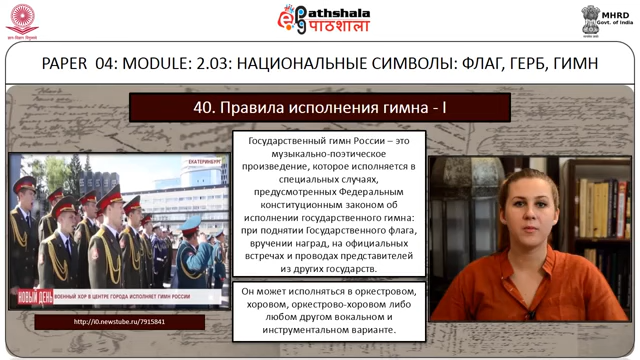 ePathshala
पाठशाला
MHRD
Govt. of India
PAPER 04: MODULE: 2.03: НАЦИОНАЛЬНЫЕ СИМВОЛЫ: ФЛАГ, ГЕРБ, ГИМН
40. Правила исполнения гимна - I
ЕКАТЕРИНБУРГ
НОВЫЙ ДЕНЬ
ВОЕННЫЙ ХОР В ЦЕНТРЕ ГОРОДА ИСПОЛНЯЕТ ГИМН РОССИИ
http://i0.newstube.ru/7915841
Государственный гимн России – это
музыкально-поэтическое
произведение, которое исполняется в
специальных случаях,
предусмотренных Федеральным
конституционным законом об
исполнении государственного гимна:
при поднятии Государственного флага,
вручении наград, на официальных
встречах и проводах представителей
из других государств.
Он может исполняться в оркестровом,
хоровом, оркестрово-хоровом либо
любом другом вокальном и
инструментальном варианте.